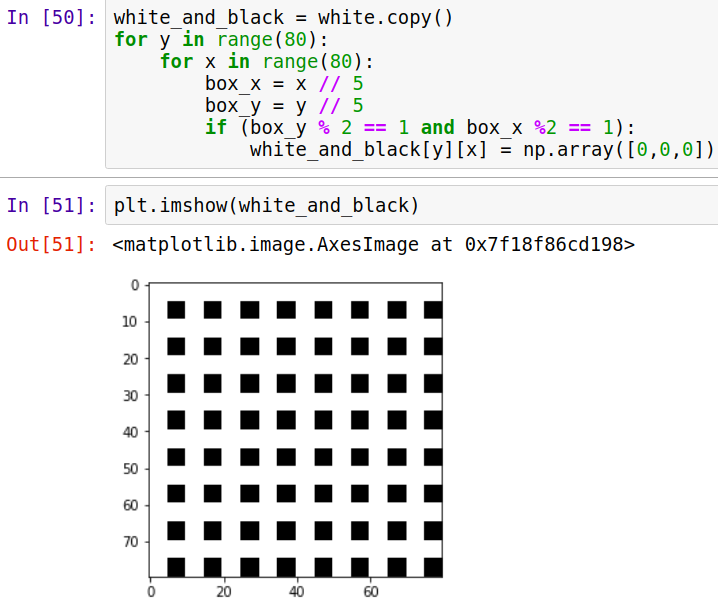 In [50]: white_and_black = white.copy()
for y in range(80):
    for x in range(80):
        box_x = x // 5
        box_y = y // 5
        if (box_y % 2 == 1 and box_x %2 == 1):
            white_and_black[y][x] = np.array([0,0,0])
In [51]: plt.imshow(white_and_black)
Out[51]: <matplotlib.image.AxesImage at 0x7f18f86cd198>
0
10
20
30
40
50
60
70
0 20 40 60